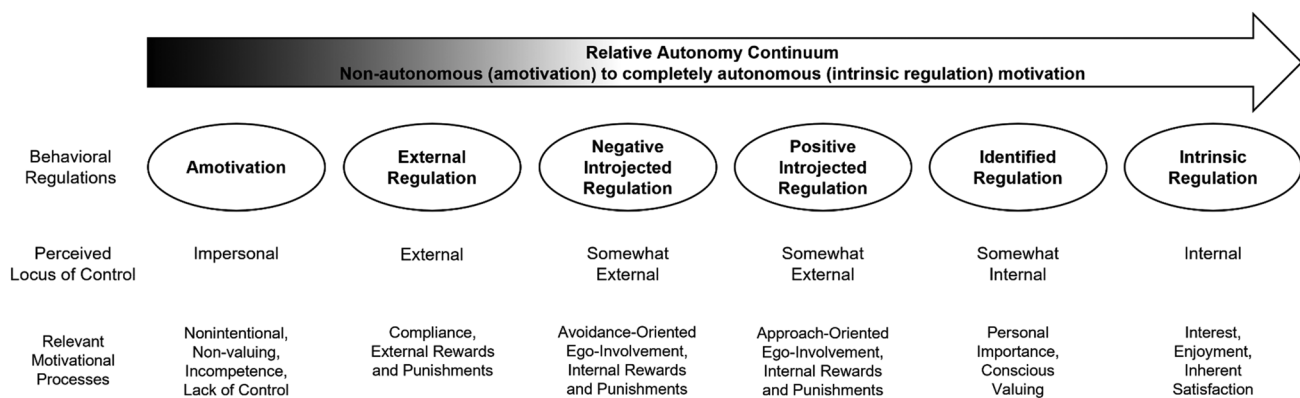 Relative Autonomy Continuum
Non-autonomous (amotivation) to completely autonomous (intrinsic regulation) motivation
Behavioral
Regulations
Amotivation
External
Regulation
Negative
Introjected
Regulation
Positive
Introjected
Regulation
Identified
Regulation
Intrinsic
Regulation
Perceived
Locus of Control
Impersonal
External
Somewhat
External
Somewhat
External
Somewhat
Internal
Internal
Relevant
Motivational
Processes
Nonintentional,
Non-valuing,
Incompetence,
Lack of Control
Compliance,
External Rewards
and Punishments
Avoidance-Oriented
Ego-Involvement,
Internal Rewards
and Punishments
Approach-Oriented
Ego-Involvement,
Internal Rewards
and Punishments
Personal
Importance,
Conscious
Valuing
Interest,
Enjoyment,
Inherent
Satisfaction